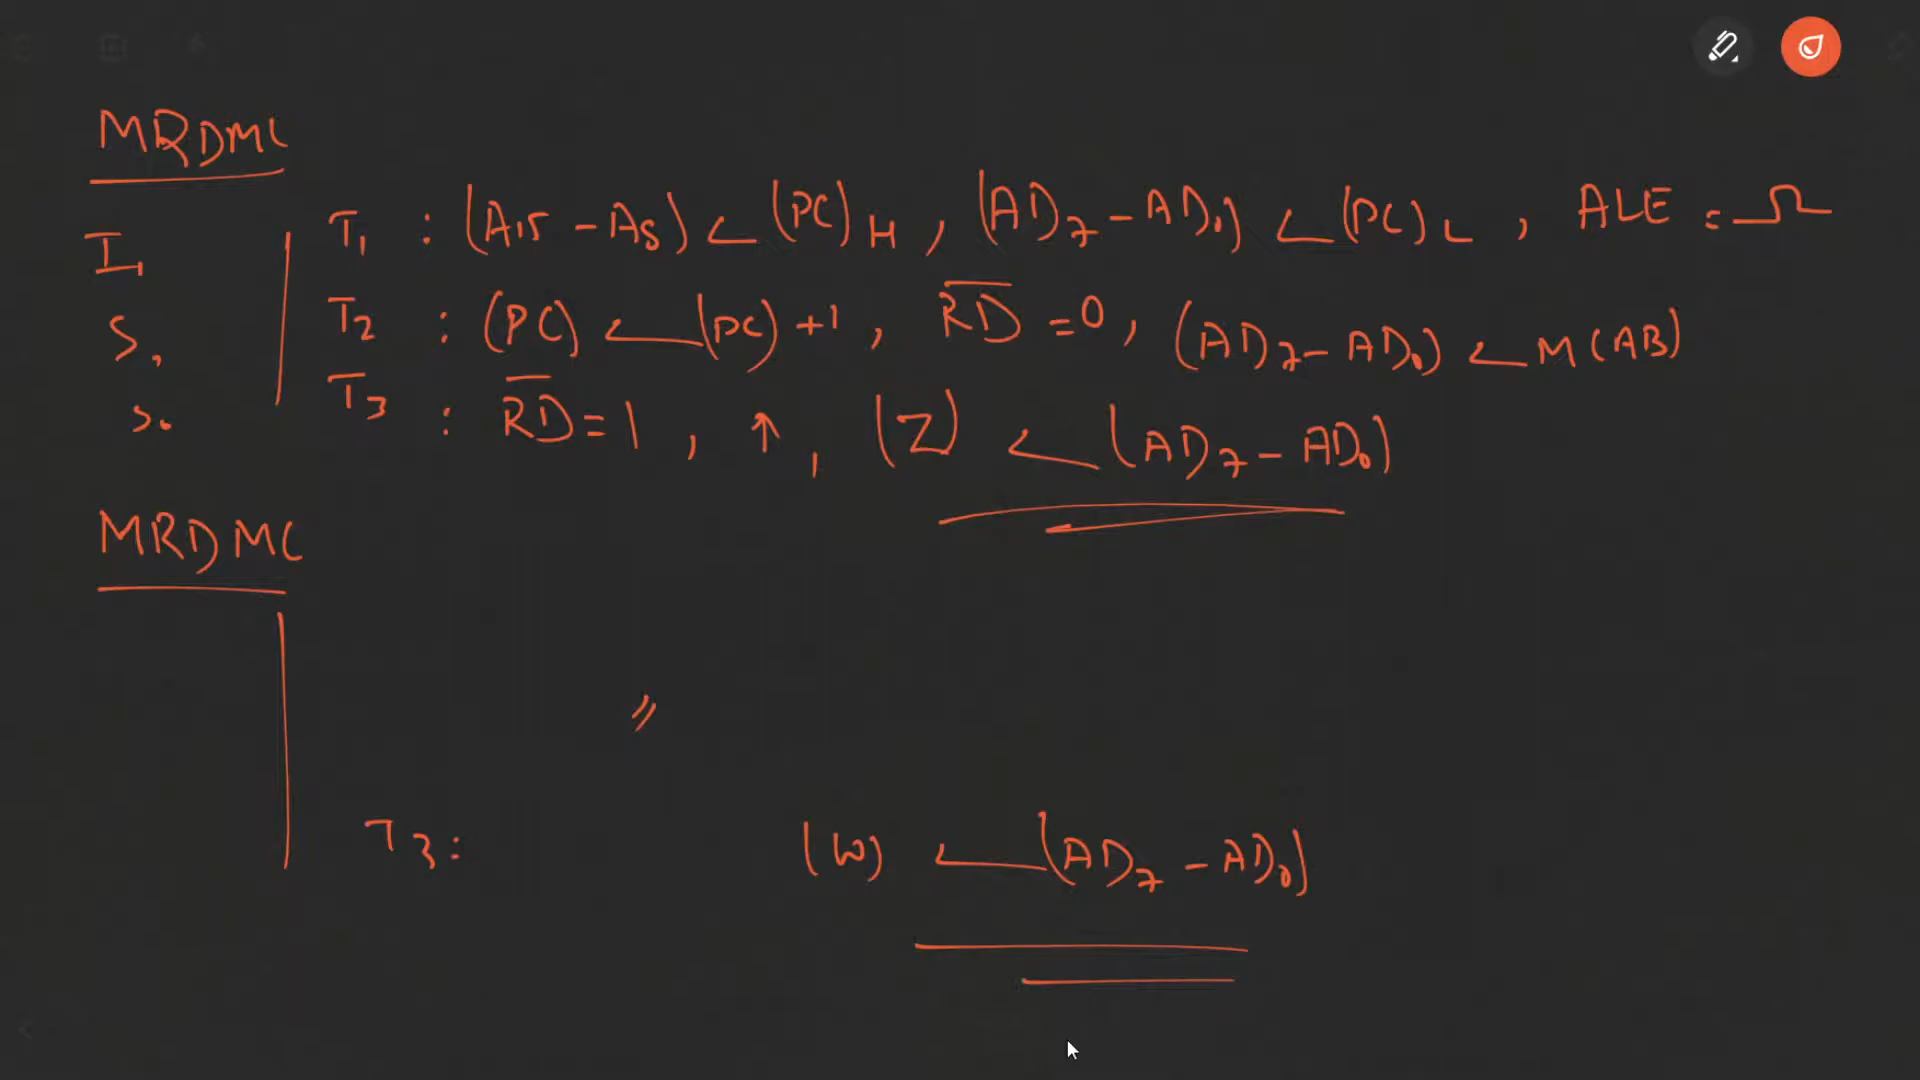 MRDMC
T1 : (A15 - A8) ← (PC)H , (AD7 - AD0) ← (PC)L , ALE = ⎍
I1
T2 : (PC) ← (PC) + 1 , R̅D̅ = 0 , (AD7 - AD0) ← M(AB)
S1
T3 : R̅D̅ = 1 , ↑ , (Z) ← (AD7 - AD0)
S0
MRDMC
〃
T3 : (W) ← (AD7 - AD0)